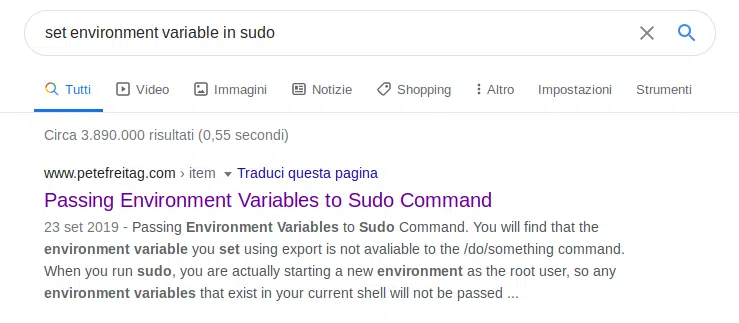 set environment variable in sudo
Tutti Video Immagini Notizie Shopping Altro Impostazioni Strumenti
Circa 3.890.000 risultati (0,55 secondi)
www.petefreitag.com › item Traduci questa pagina
Passing Environment Variables to Sudo Command
23 set 2019 - Passing Environment Variables to Sudo Command. You will find that the
environment variable you set using export is not avaliable to the /do/something command.
When you run sudo, you are actually starting a new environment as the root user, so any
environment variables that exist in your current shell will not be passed ...